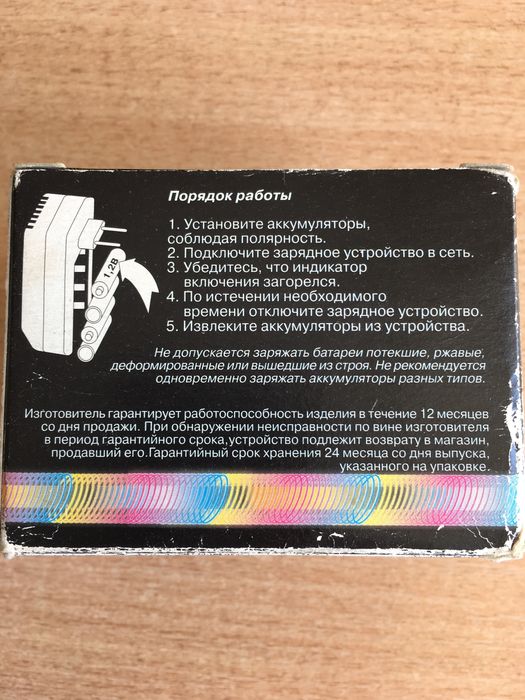 Порядок работы
1,2В
1. Установите аккумуляторы,
соблюдая полярность.
2. Подключите зарядное устройство в сеть.
3. Убедитесь, что индикатор
включения загорелся.
4. По истечении необходимого
времени отключите зарядное устройство.
5. Извлеките аккумуляторы из устройства.
Не допускается заряжать батареи потекшие, ржавые,
деформированные или вышедшие из строя. Не рекомендуется
одновременно заряжать аккумуляторы разных типов.
Изготовитель гарантирует работоспособность изделия в течение 12 месяцев
со дня продажи. При обнаружении неисправности по вине изготовителя
в период гарантийного срока,устройство подлежит возврату в магазин,
продавший его.Гарантийный срок хранения 24 месяца со дня выпуска,
указанного на упаковке.